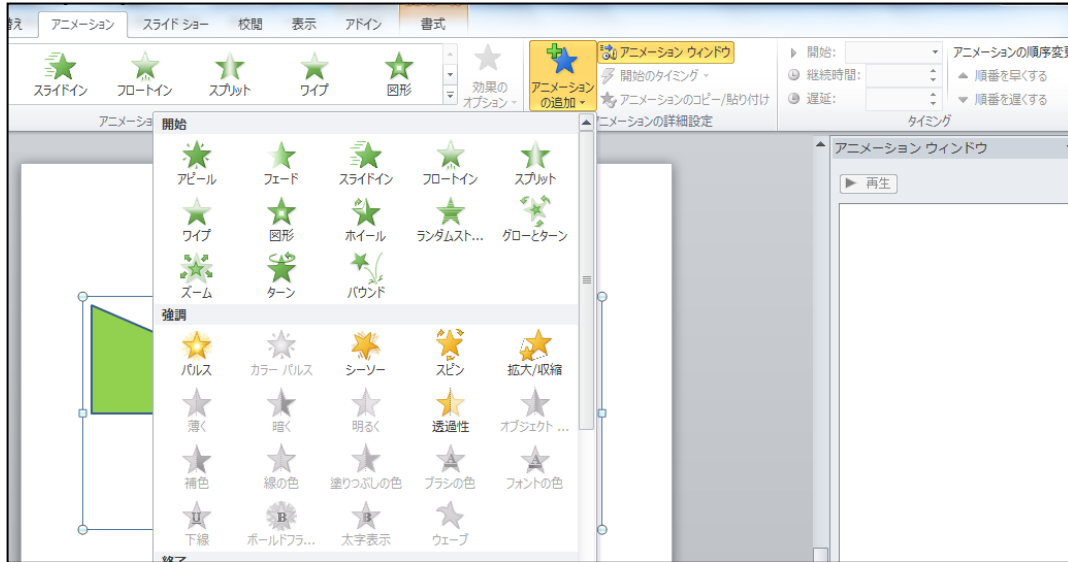 替え アニメーション スライド ショー 校閲 表示 アドイン 書式
スライドイン フロートイン スプリット ワイプ 図形
効果の
オプション
アニメーション
の追加
アニメーション ウィンドウ
開始のタイミング
アニメーションのコピー/貼り付け
開始:
継続時間:
遅延:
アニメーションの順序変更
順番を早くする
順番を遅くする
アニメーショ
ニメーションの詳細設定
タイミング
開始
アピール フェード スライドイン フロートイン スプリット
ワイプ 図形 ホイール ランダムスト... グローとターン
ズーム ターン バウンド
強調
パルス カラー パルス シーソー スピン 拡大/収縮
薄く 暗く 明るく 透過性 オブジェクト ...
補色 線の色 塗りつぶしの色 ブラシの色 フォントの色
下線 ボールドフラ... 太字表示 ウェーブ
終了
アニメーション ウィンドウ
再生